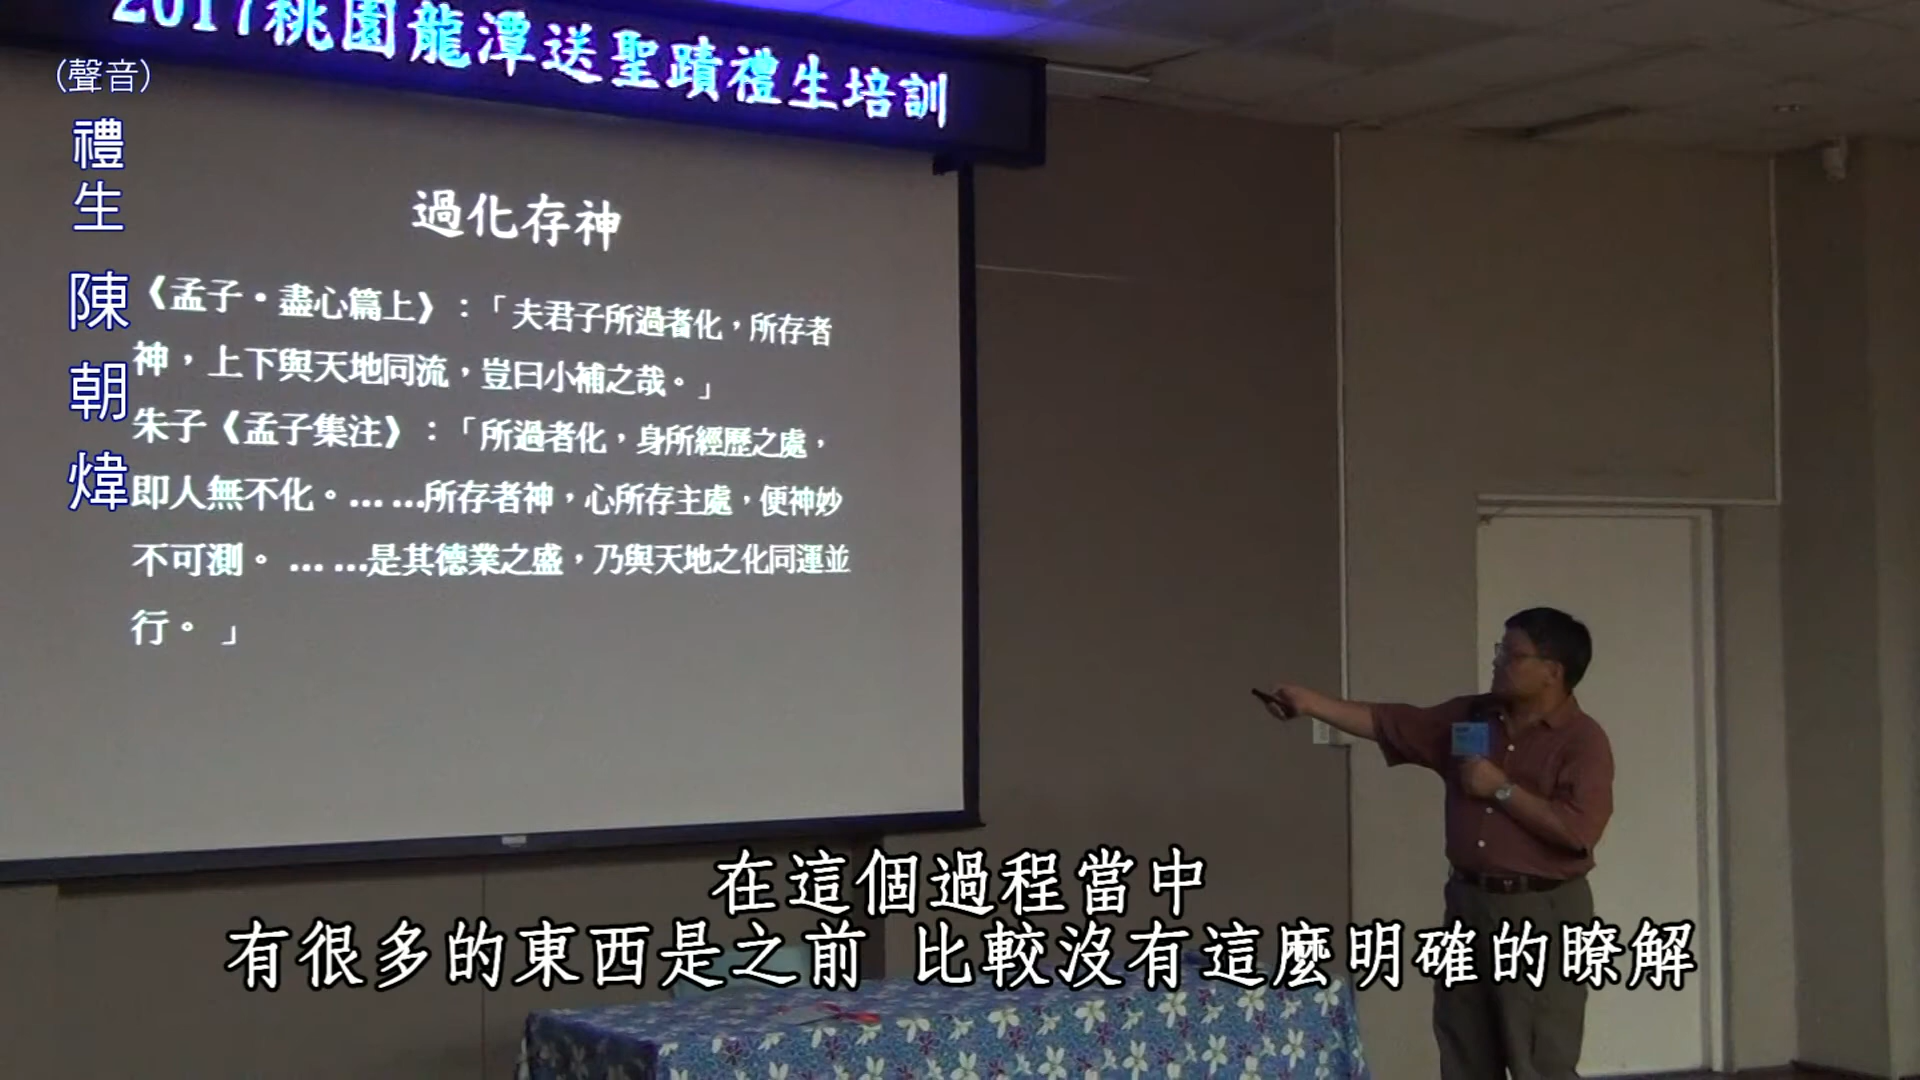 2017桃園龍潭送聖蹟禮生培訓
(聲音)
禮生 陳朝煒
過化存神
《孟子•盡心篇上》：「夫君子所過者化，所存者
神，上下與天地同流，豈曰小補之哉。」
朱子《孟子集注》：「所過者化，身所經歷之處，
即人無不化。……所存者神，心所存主處，便神妙
不可測。……是其德業之盛，乃與天地之化同運並
行。」
在這個過程當中
有很多的東西是之前 比較沒有這麼明確的瞭解